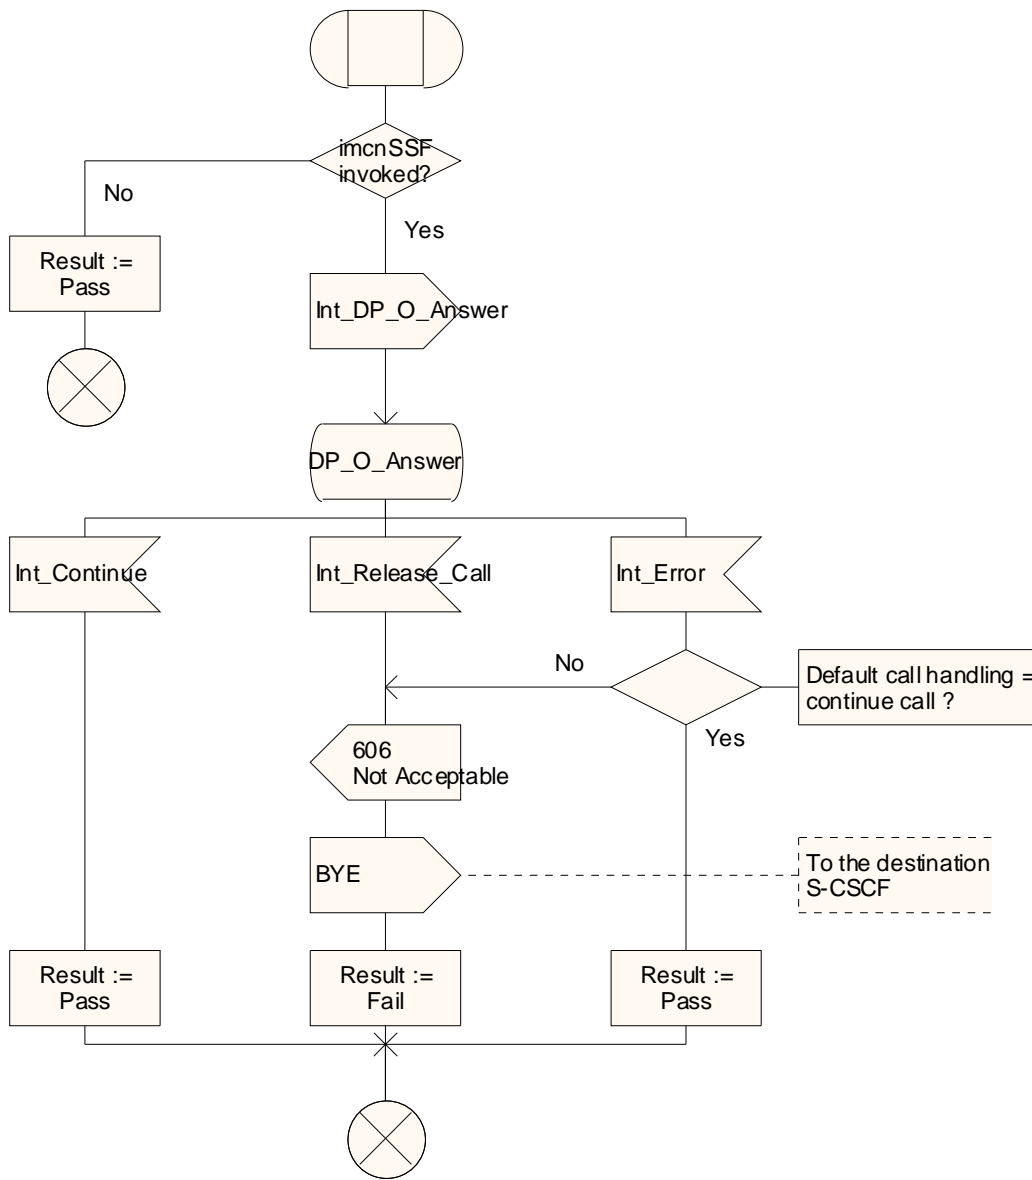 imcnSSF
invoked?
No
Yes
Result :=
Pass
Int_DP_O_Answer
DP_O_Answer
Int_Continue
Int_Release_Call
Int_Error
No
Default call handling =
continue call ?
Yes
606
Not Acceptable
BYE
To the destination
S-CSCF
Result :=
Pass
Result :=
Fail
Result :=
Pass